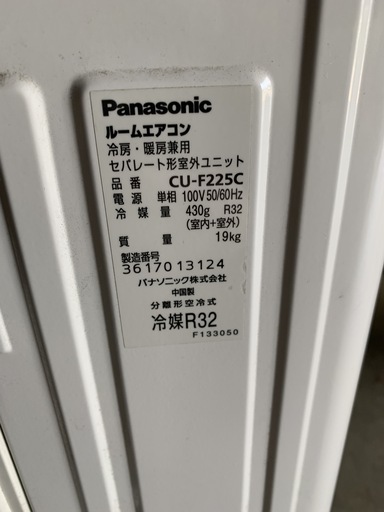 Panasonic
ルームエアコン
冷房・暖房兼用
セパレート形室外ユニット
品番 CU-F225C
電源 単相 100V 50/60Hz
冷媒量 430g R32
(室内+室外)
質量 19kg
製造番号
3617013124
パナソニック株式会社
中国製
分離形空冷式
冷媒R32
F133050